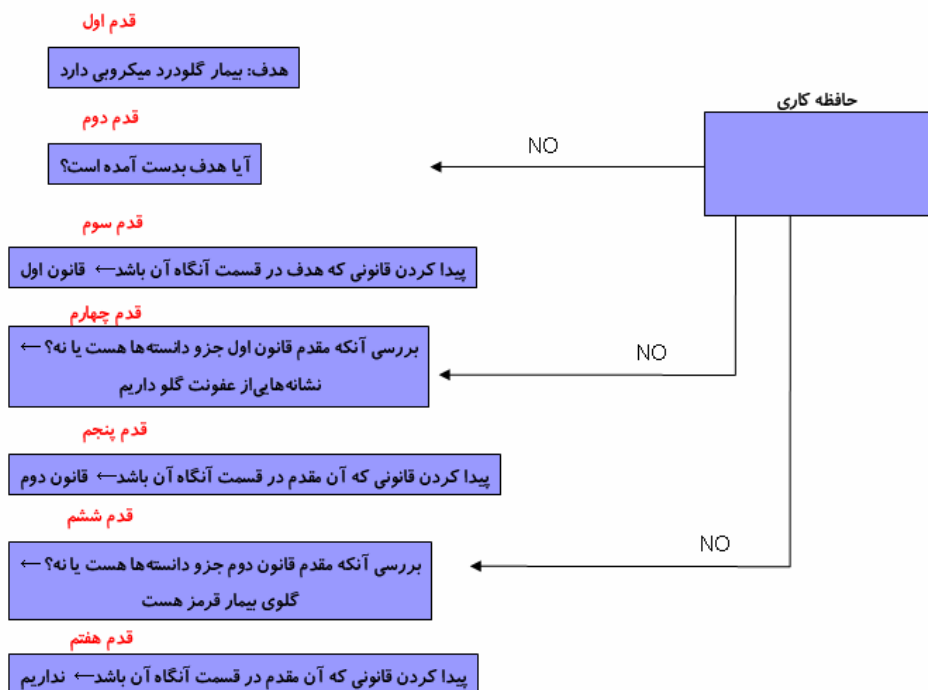 قدم اول
هدف: بیمار گلودرد میکروبی دارد
حافظه کاری
قدم دوم
NO
آیا هدف بدست آمده است؟
قدم سوم
پیدا کردن قانونی که هدف در قسمت آنگاه آن باشد← قانون اول
قدم چهارم
بررسی آنکه مقدم قانون اول جزو دانسته‌ها هست یا نه؟ ←
نشانه‌هایی‌از عفونت گلو داریم
NO
قدم پنجم
پیدا کردن قانونی که آن مقدم در قسمت آنگاه آن باشد← قانون دوم
قدم ششم
بررسی آنکه مقدم قانون دوم جزو دانسته‌ها هست یا نه؟ ←
گلوی بیمار قرمز هست
NO
قدم هفتم
پیدا کردن قانونی که آن مقدم در قسمت آنگاه آن باشد← نداریم